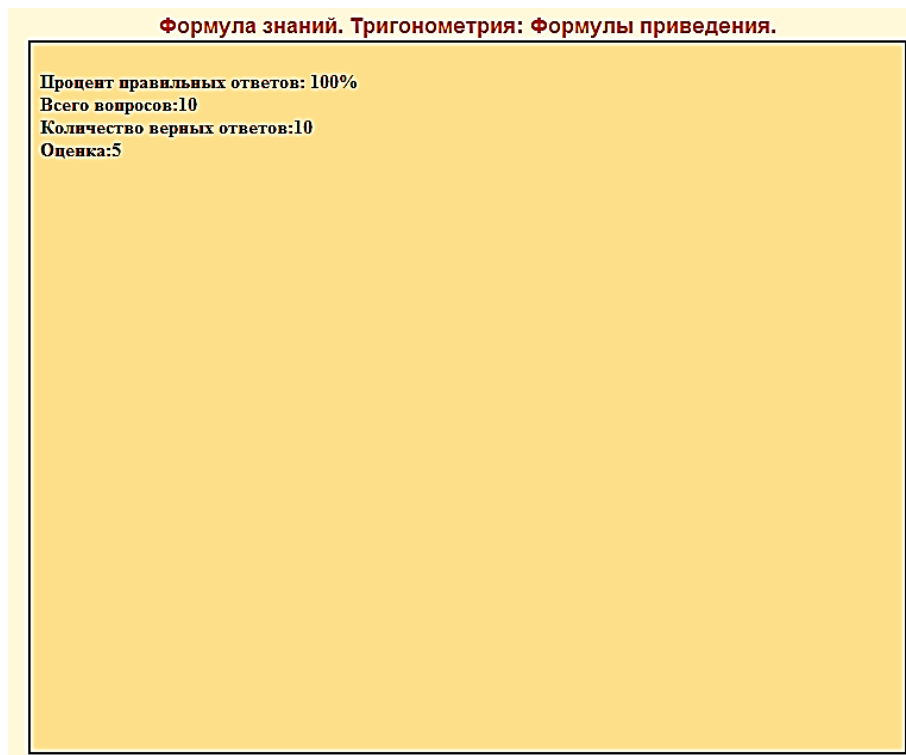 Формула знаний. Тригонометрия: Формулы приведения.
Процент правильных ответов: 100%
Всего вопросов:10
Количество верных ответов:10
Оценка:5